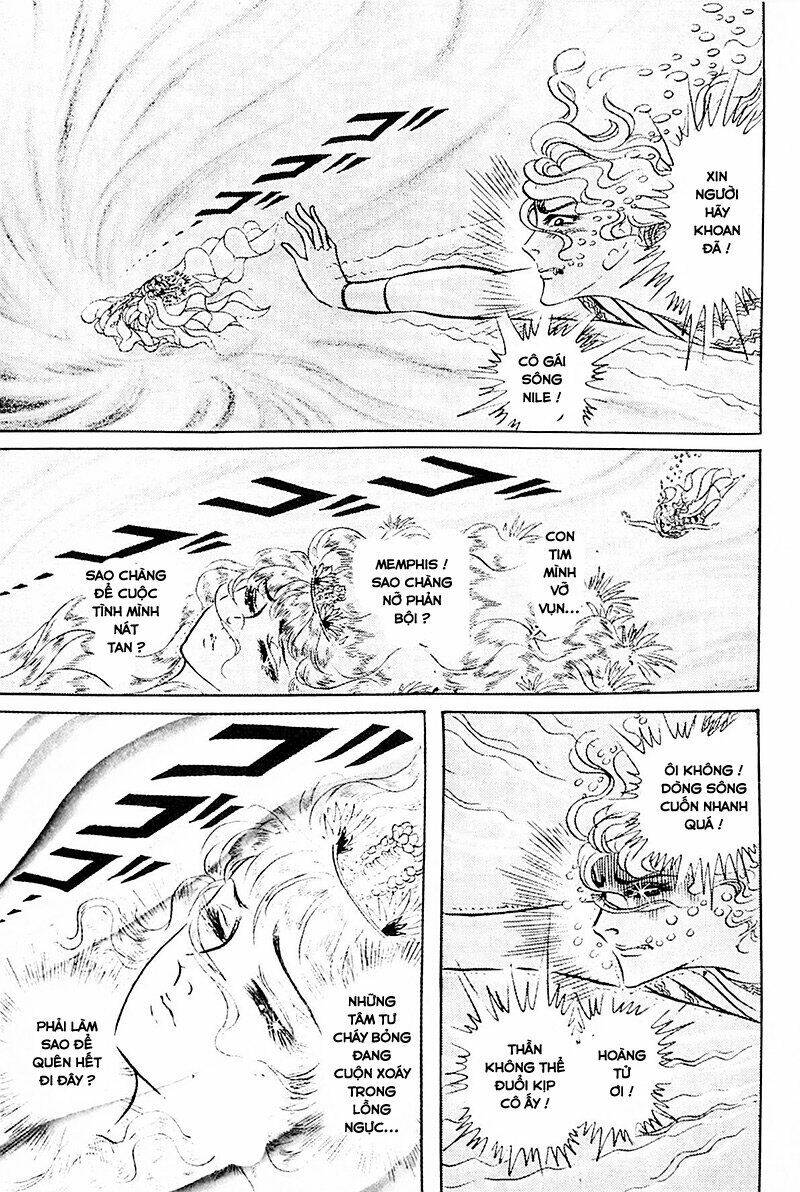 XIN
NGƯỜI
HÃY
KHOAN
ĐÃ !
CÔ GÁI
SÔNG
NILE !
ゴ
ゴ
ゴ
CON
TIM
MÌNH
VỠ
VỤN...
MEMPHIS !
SAO CHÀNG
NỠ PHẢN
BỘI ?
SAO CHÀNG
ĐỂ CUỘC
TÌNH MÌNH
NÁT
TAN ?
ゴ
ゴ
ゴ
ゴ
ÔI KHÔNG !
DÒNG SÔNG
CUỐN NHANH
QUÁ !
HOÀNG
TỬ
ƠI !
THẦN
KHÔNG THỂ
ĐUỔI KỊP
CÔ ẤY !
NHỮNG
TÂM TƯ
CHÁY BỎNG
ĐANG
CUỘN XOÁY
TRONG
LỒNG
NGỰC...
PHẢI LÀM
SAO ĐỂ
QUÊN HẾT
ĐI ĐÂY ?
ゴ
ゴ
ゴ